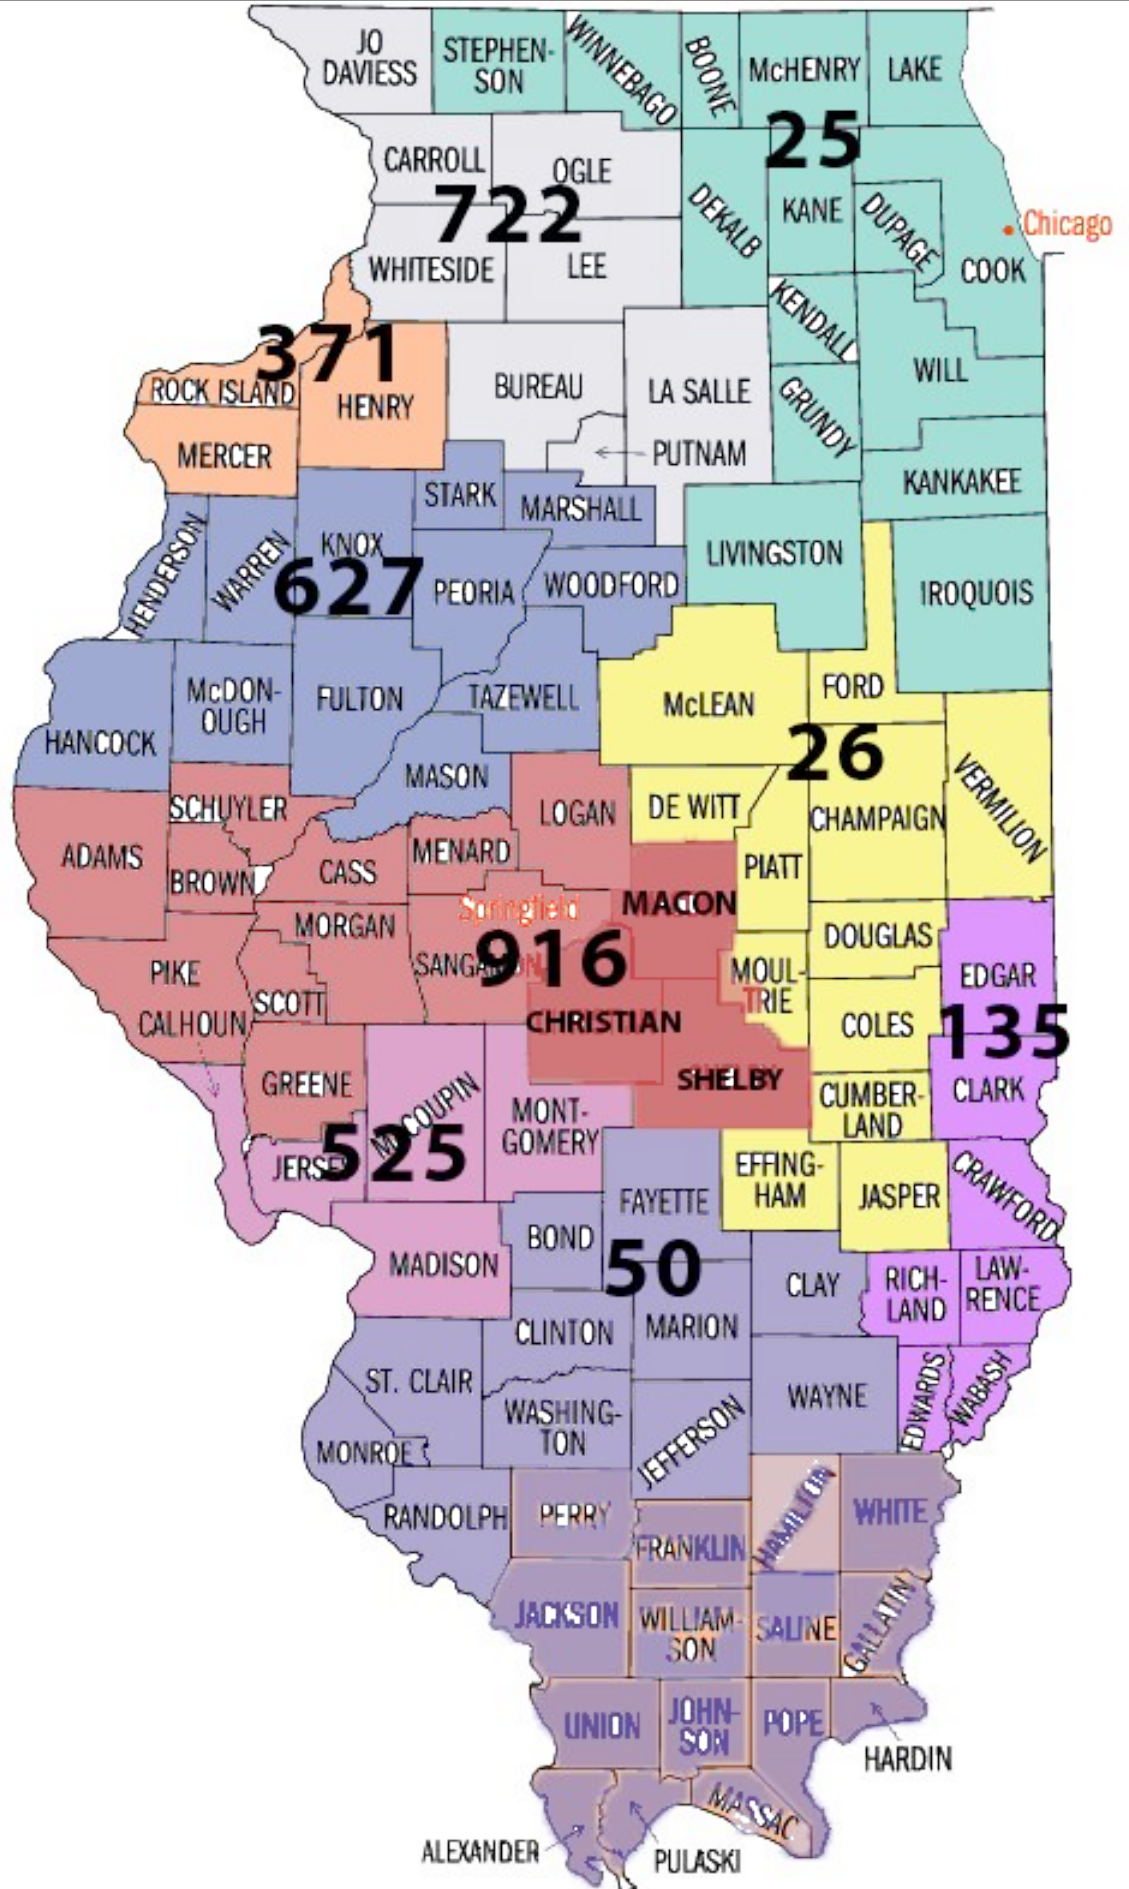 JO
DAVIESS
STEPHEN-
SON
WINNEBAGO
BOONE
McHENRY
LAKE
25
CARROLL
OGLE
722
WHITESIDE
LEE
DEKALB
KANE
DUPAGE
Chicago
COOK
KENDALL
371
ROCK ISLAND
HENRY
MERCER
BUREAU
LA SALLE
PUTNAM
GRUNDY
WILL
KANKAKEE
STARK
MARSHALL
HENDERSON
WARREN
KNOX
627
PEORIA
WOODFORD
LIVINGSTON
IROQUOIS
HANCOCK
McDON-
OUGH
FULTON
TAZEWELL
McLEAN
FORD
26
MASON
SCHUYLER
LOGAN
DE WITT
CHAMPAIGN
VERMILION
ADAMS
BROWN
CASS
MENARD
PIATT
MACON
Springfield
MORGAN
SANGAMON
916
DOUGLAS
PIKE
SCOTT
MOUL-
TRIE
EDGAR
CALHOUN
CHRISTIAN
COLES
135
SHELBY
GREENE
MACOUPIN
MONT-
GOMERY
CUMBER-
LAND
CLARK
JERSEY
525
FAYETTE
EFFING-
HAM
JASPER
CRAWFORD
BOND
50
MADISON
CLAY
RICH-
LAND
LAW-
RENCE
CLINTON
MARION
ST. CLAIR
WASHING-
TON
JEFFERSON
WAYNE
EDWARDS
WABASH
MONROE
RANDOLPH
PERRY
FRANKLIN
HAMILTON
WHITE
JACKSON
WILLIAM-
SON
SALINE
GALLATIN
UNION
JOHN-
SON
POPE
HARDIN
MASSAC
ALEXANDER
PULASKI